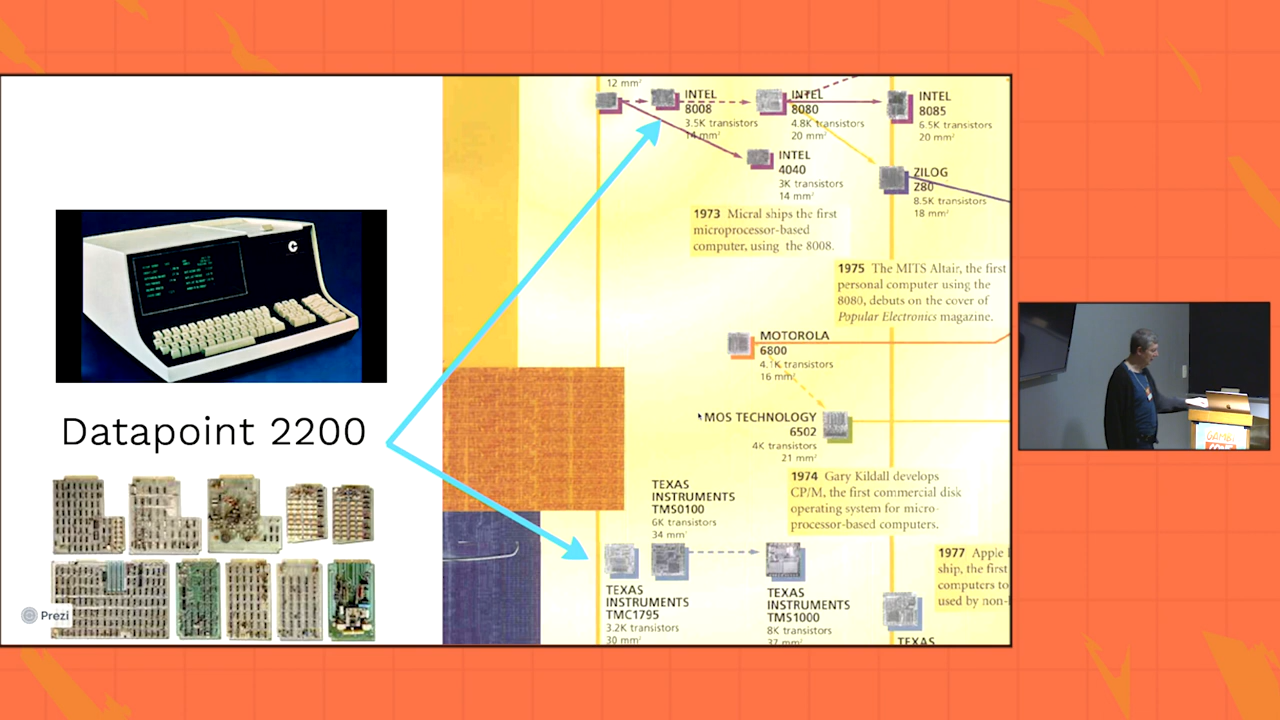 Datapoint 2200
Prezi
12 mm²
INTEL
8008
3.5K transistors
14 mm²
INTEL
8080
4.8K transistors
20 mm²
INTEL
8085
6.5K transistors
20 mm²
INTEL
4040
3K transistors
14 mm²
ZILOG
Z80
8.5K transistors
18 mm²
1973 Micral ships the first
microprocessor-based
computer, using the 8008.
1975 The MITS Altair, the first
personal computer using the
8080, debuts on the cover of
Popular Electronics magazine.
MOTOROLA
6800
4.1K transistors
16 mm²
MOS TECHNOLOGY
6502
4K transistors
21 mm²
1974 Gary Kildall develops
CP/M, the first commercial disk
operating system for micro-
processor-based computers.
TEXAS
INSTRUMENTS
TMS0100
6K transistors
34 mm²
TEXAS
INSTRUMENTS
TMC1795
3.2K transistors
30 mm²
TEXAS
INSTRUMENTS
TMS1000
8K transistors
37 mm²
1977 Apple
ship, the first
computers to
used by non-
TEXAS